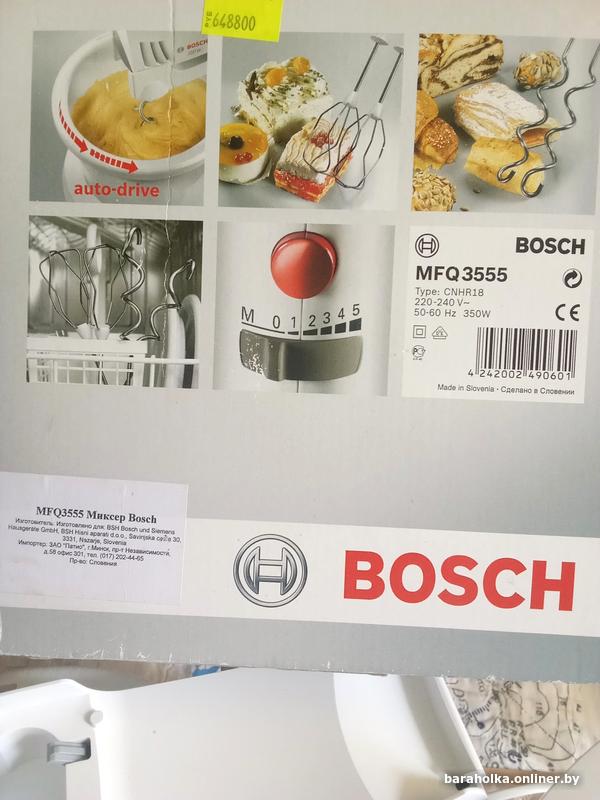 648800
BOSCH
auto-drive
M 0 1 2 3 4 5
BOSCH
MFQ3555
Type: CNHR18
220-240 V~
50-60 Hz 350W
CE
4 242002 490601
Made in Slovenia · Сделано в Словении
MFQ3555 Миксер Bosch
Изготовитель: Изготовлено для: BSH Bosch und Siemens
Hausgerate GmbH, BSH Hisni aparati d.o.o., Savinjska cesta 30,
3331, Nazarje, Slovenia
Импортер: ЗАО "Патио", г.Минск, пр-т Независимости,
д.58 офис 301, тел. (017) 202-44-65
Пр-во: Словения
BOSCH
baraholka.onliner.by